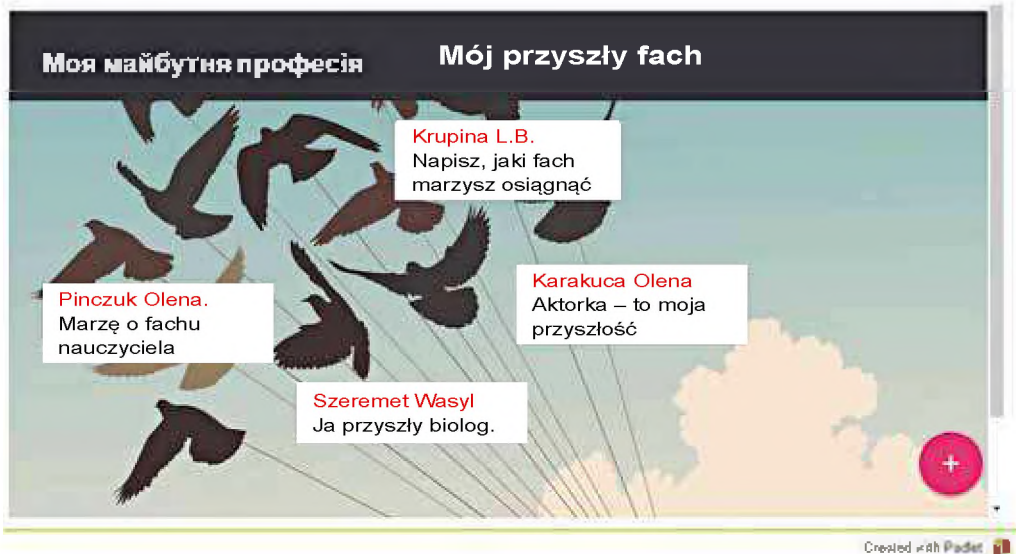 Моя майбутня професія
Mój przyszły fach
Krupina L.B.
Napisz, jaki fach
marzysz osiągnąć
Karakuca Olena
Aktorka – to moja
przyszłość
Pinczuk Olena.
Marzę o fachu
nauczyciela
Szeremet Wasyl
Ja przyszły biolog.
+
Created with Padlet